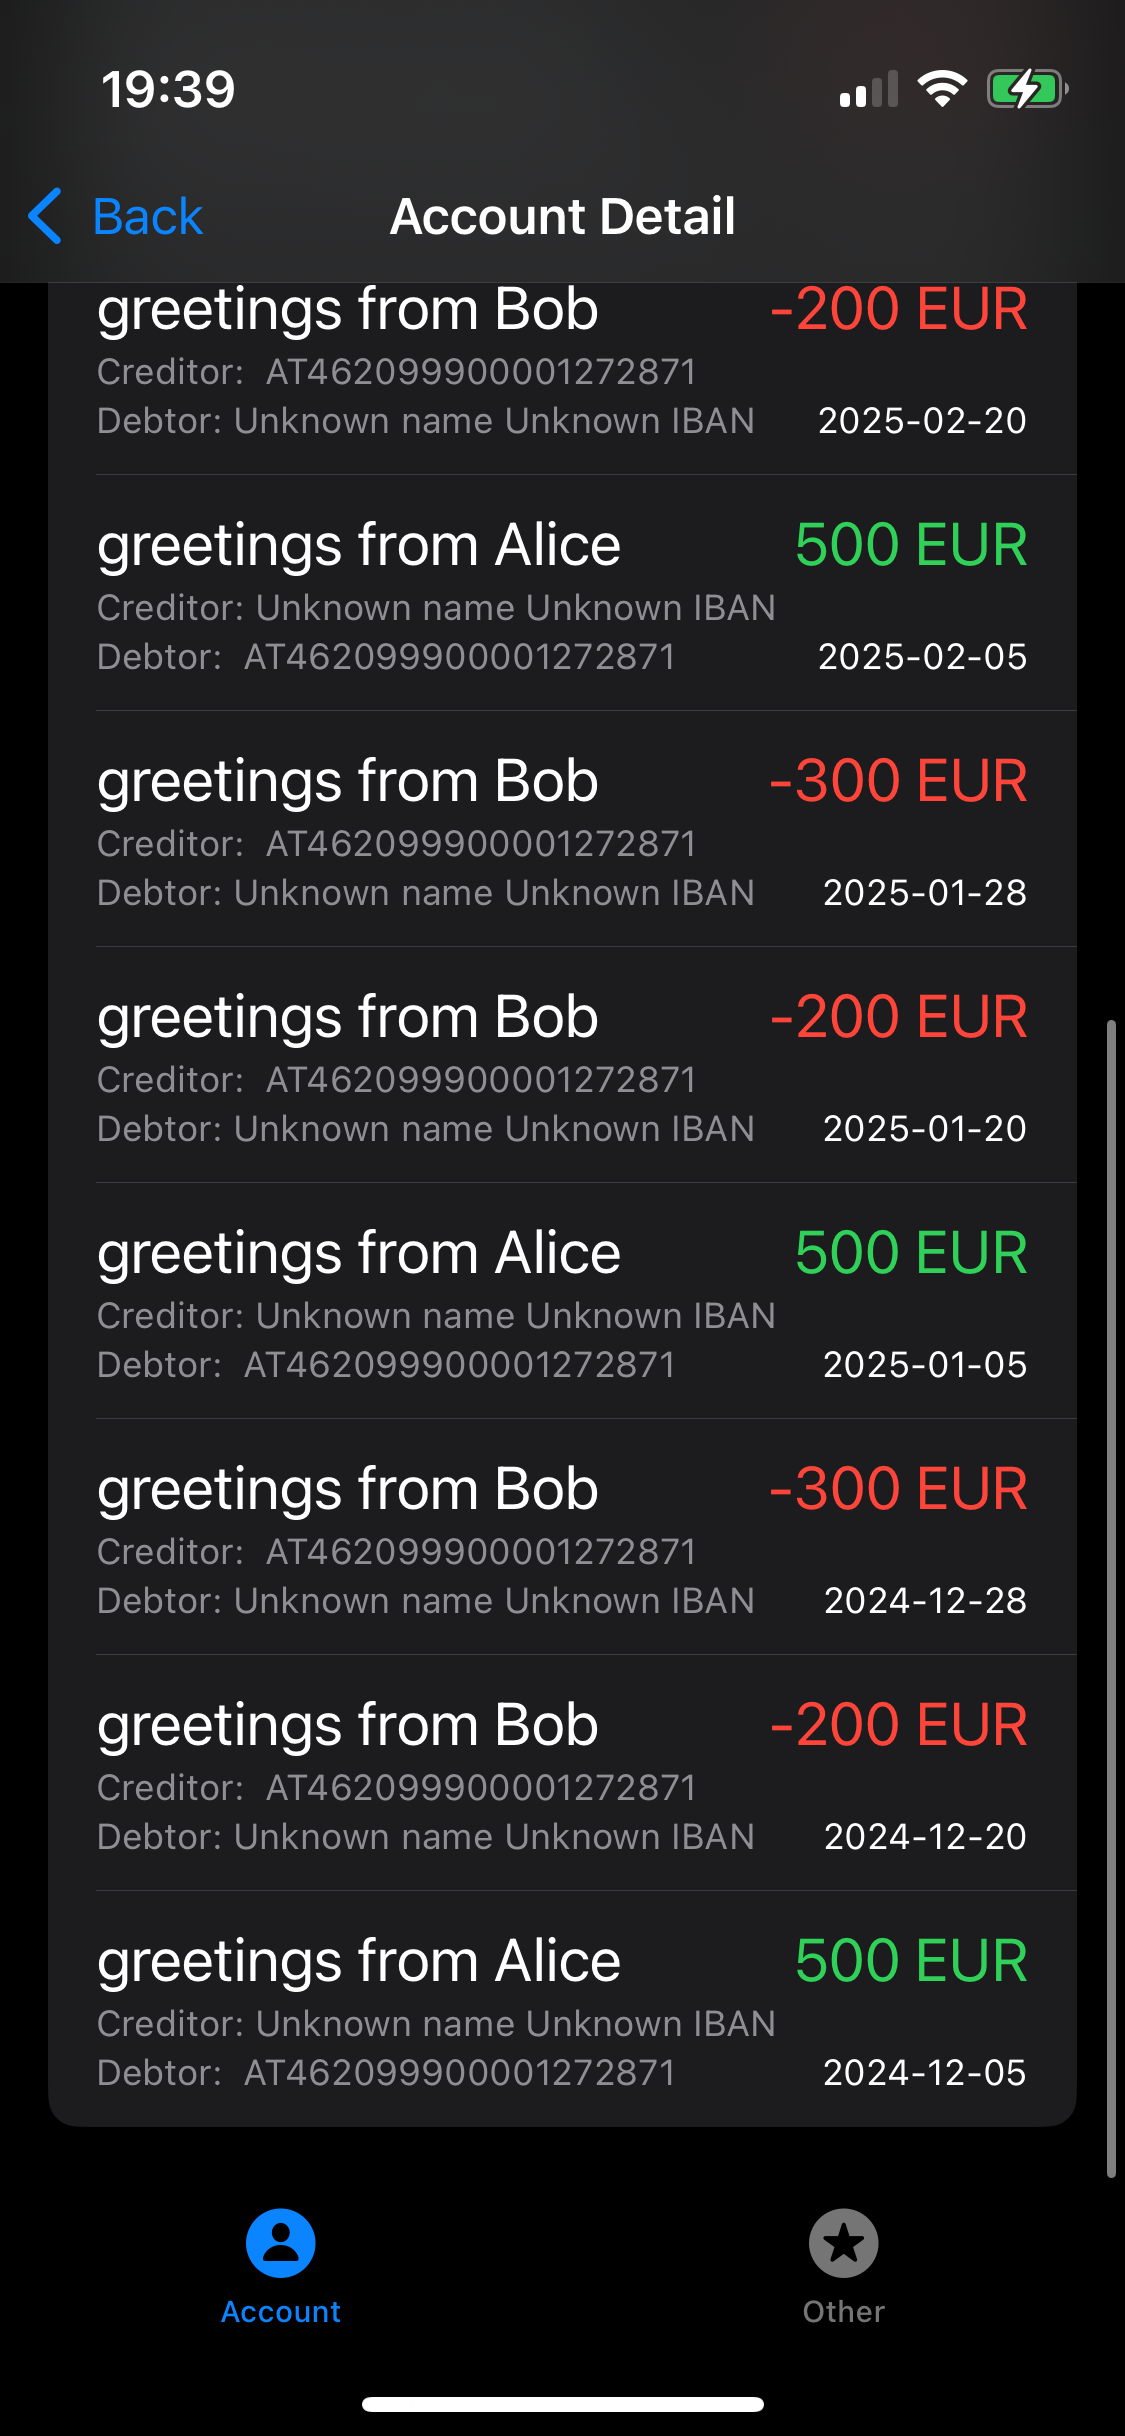 19:39
Back
Account Detail
greetings from Bob -200 EUR
Creditor: AT462099900001272871
Debtor: Unknown name Unknown IBAN 2025-02-20
greetings from Alice 500 EUR
Creditor: Unknown name Unknown IBAN
Debtor: AT462099900001272871 2025-02-05
greetings from Bob -300 EUR
Creditor: AT462099900001272871
Debtor: Unknown name Unknown IBAN 2025-01-28
greetings from Bob -200 EUR
Creditor: AT462099900001272871
Debtor: Unknown name Unknown IBAN 2025-01-20
greetings from Alice 500 EUR
Creditor: Unknown name Unknown IBAN
Debtor: AT462099900001272871 2025-01-05
greetings from Bob -300 EUR
Creditor: AT462099900001272871
Debtor: Unknown name Unknown IBAN 2024-12-28
greetings from Bob -200 EUR
Creditor: AT462099900001272871
Debtor: Unknown name Unknown IBAN 2024-12-20
greetings from Alice 500 EUR
Creditor: Unknown name Unknown IBAN
Debtor: AT462099900001272871 2024-12-05
Account
Other